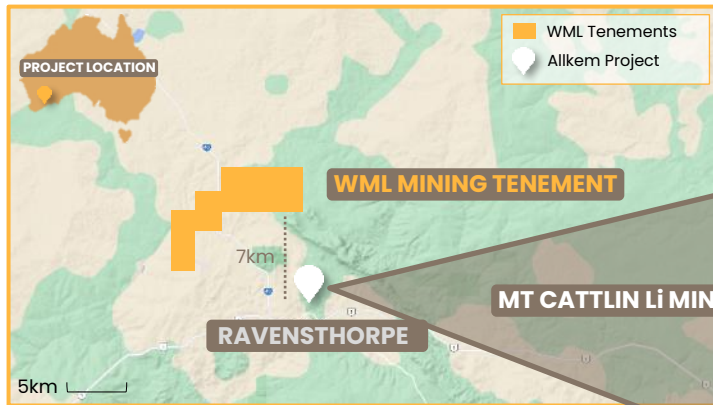 WML Tenements
Allkem Project
PROJECT LOCATION
WML MINING TENEMENT
7km
MT CATTLIN Li MIN
RAVENSTHORPE
5km